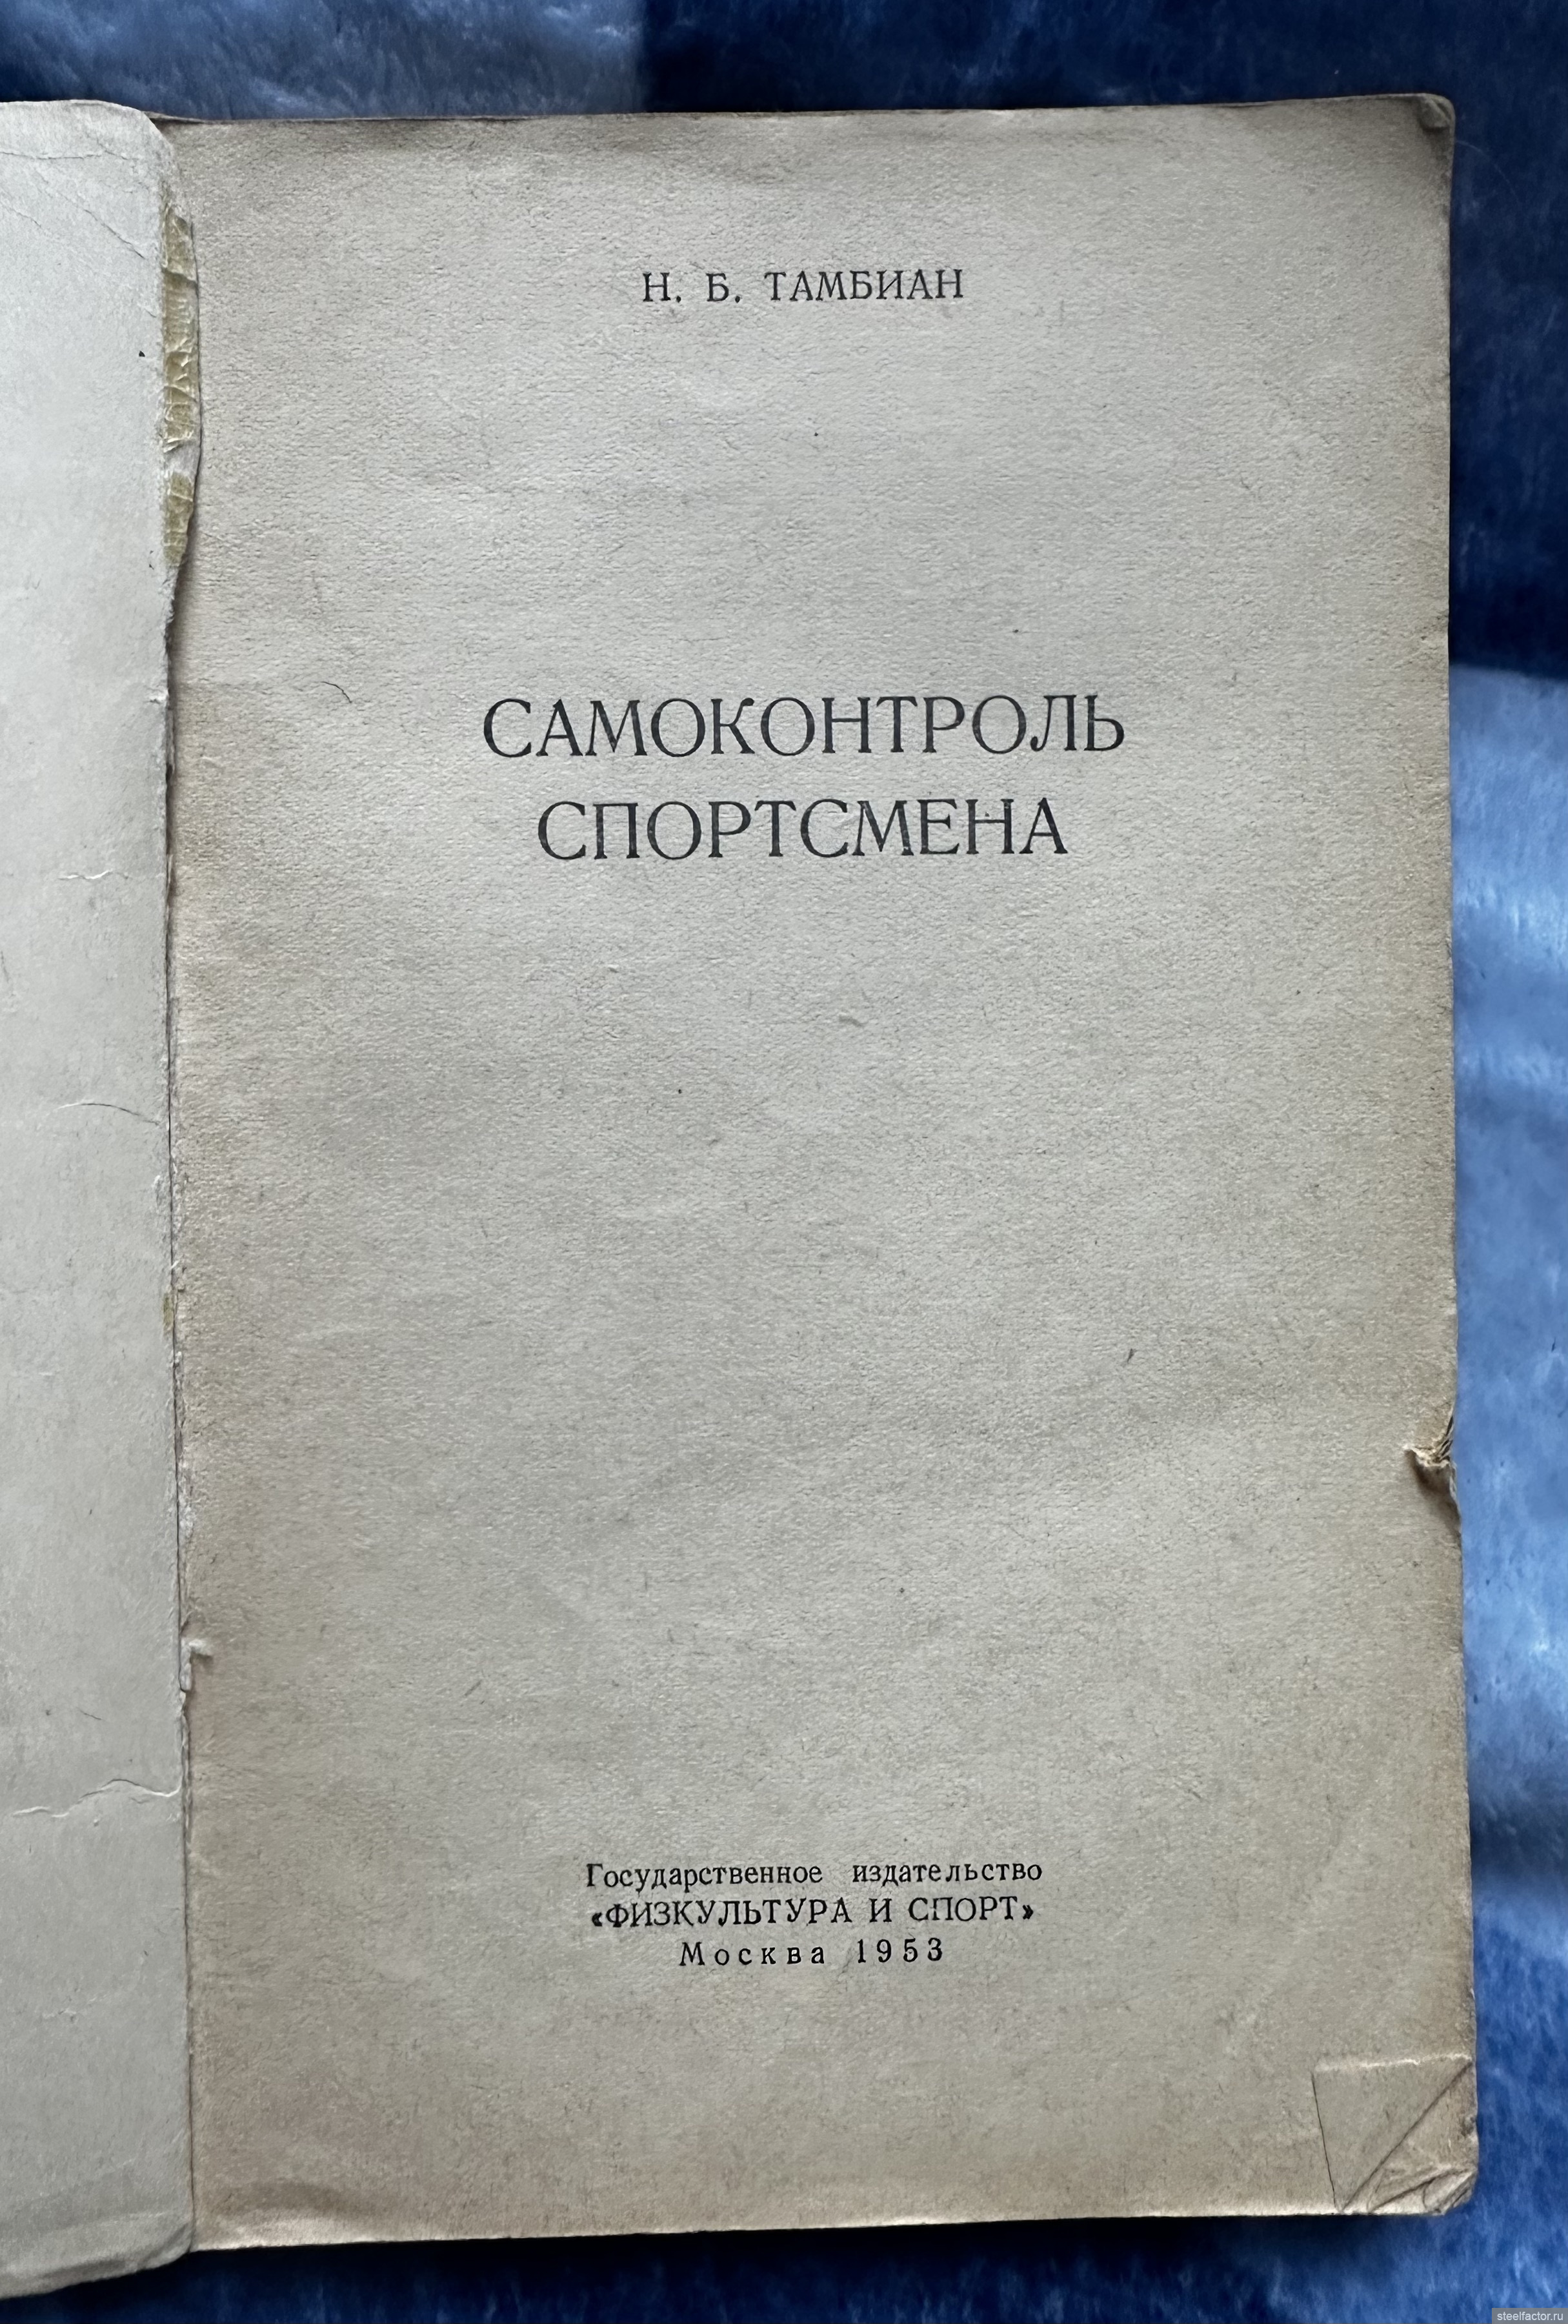 Н. Б. ТАМБИАН
САМОКОНТРОЛЬ
СПОРТСМЕНА
Государственное издательство
«ФИЗКУЛЬТУРА И СПОРТ»
Москва 1953
steelfactor.ru